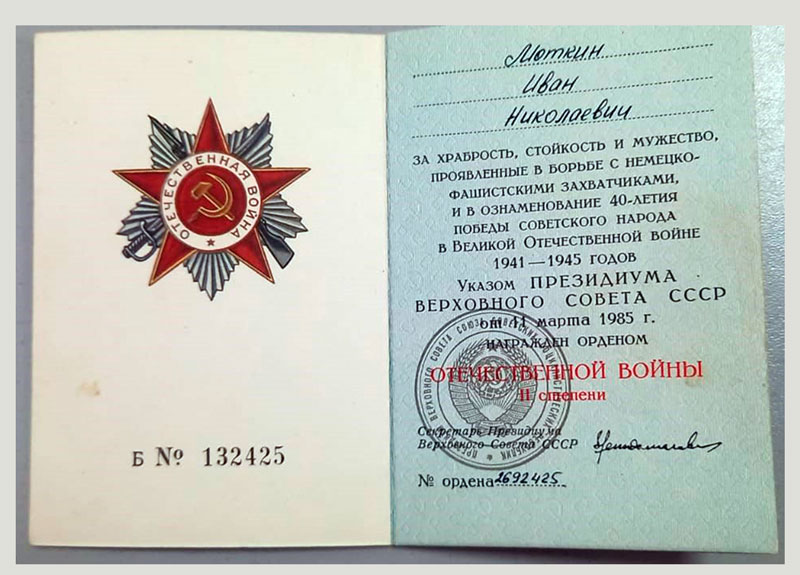 ОТЕЧЕСТВЕННАЯ ВОЙНА
Б № 132425
Моткин
Иван
Николаевич
ЗА ХРАБРОСТЬ, СТОЙКОСТЬ И МУЖЕСТВО,
ПРОЯВЛЕННЫЕ В БОРЬБЕ С НЕМЕЦКО-
ФАШИСТСКИМИ ЗАХВАТЧИКАМИ,
И В ОЗНАМЕНОВАНИЕ 40-ЛЕТИЯ
ПОБЕДЫ СОВЕТСКОГО НАРОДА
В ВЕЛИКОЙ ОТЕЧЕСТВЕННОЙ ВОЙНЕ
1941—1945 ГОДОВ
УКАЗОМ ПРЕЗИДИУМА
ВЕРХОВНОГО СОВЕТА СССР
от 11 марта 1985 г.
НАГРАЖДЕН ОРДЕНОМ
ОТЕЧЕСТВЕННОЙ ВОЙНЫ
II степени
Секретарь Президиума
Верховного Совета СССР
№ ордена 2692425